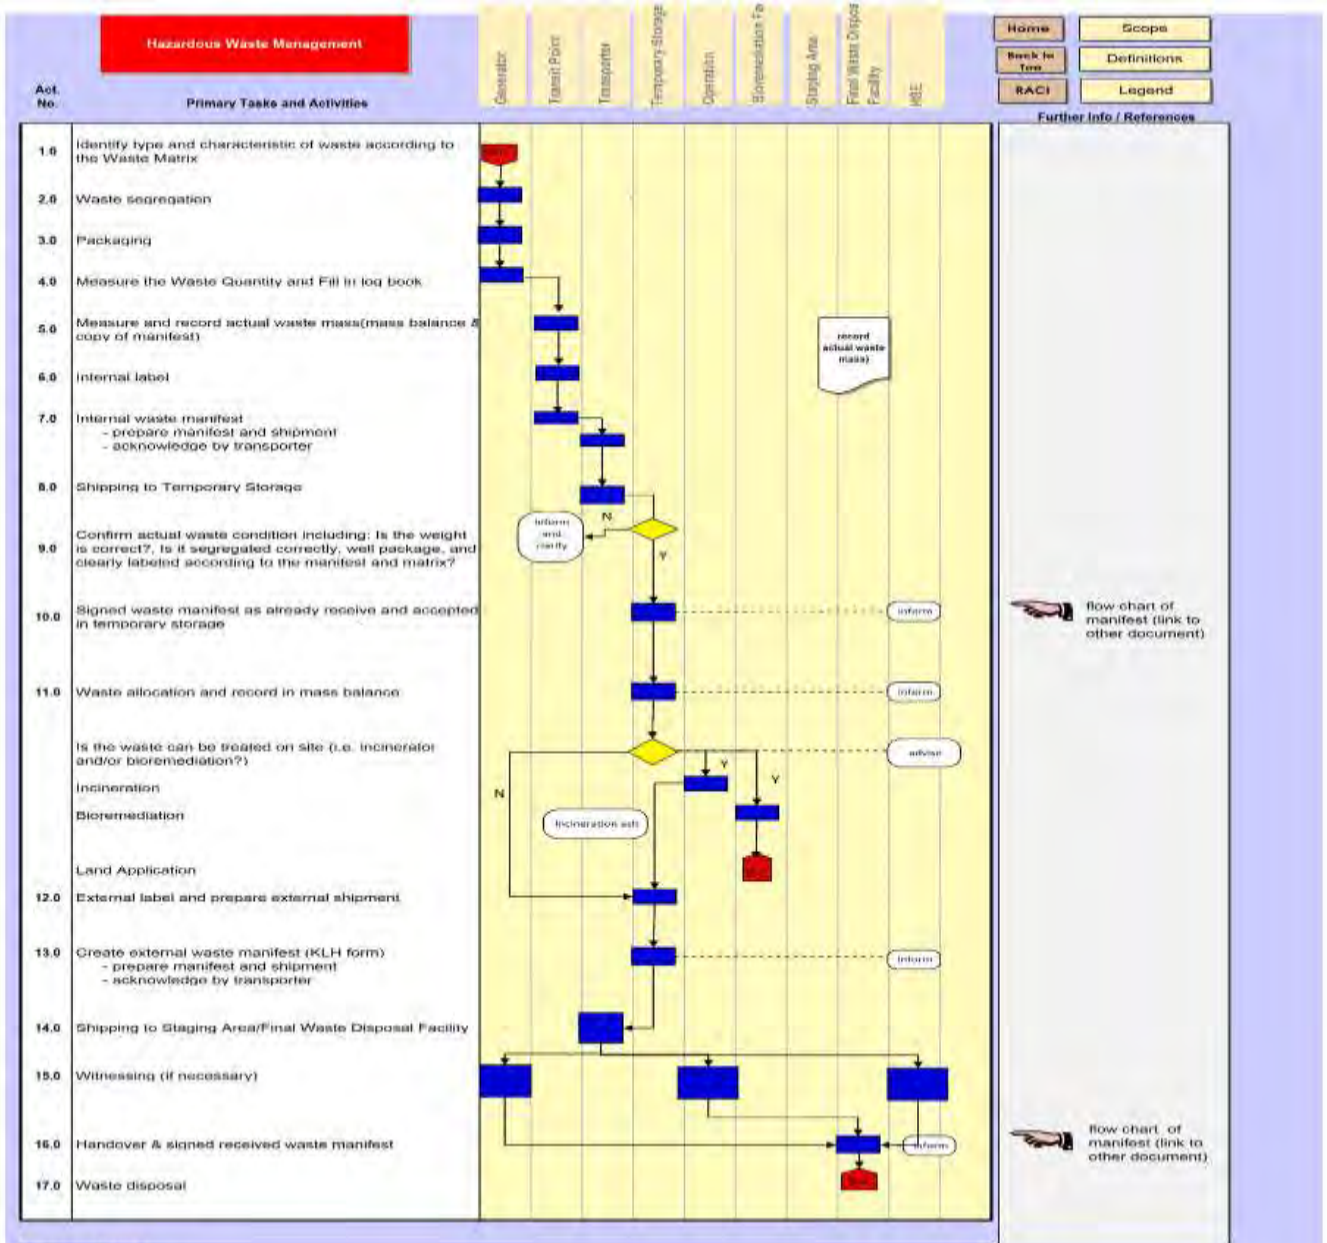 Hazardous Waste Management
Generator
Transit Point
Transporter
Temporary Storage
Operation
Bioremediation Fa
Staging Area
Final Waste Dispos
Facility
HSE
Home
Scope
Back to
Definitions
RACI
Legend
Act.
No.
Primary Tasks and Activities
Further Info / References
1.0 Identify type and characteristic of waste according to
the Waste Matrix
2.0 Waste segregation
3.0 Packaging
4.0 Measure the Waste Quantity and Fill in log book
5.0 Measure and record actual waste mass(mass balance &
copy of manifest)
record
actual waste
mass)
6.0 Internal label
7.0 Internal waste manifest
- prepare manifest and shipment
- acknowledge by transporter
8.0 Shipping to Temporary Storage
N
inform
and
clarify
9.0 Confirm actual waste condition including: Is the weight
is correct?, Is it segregated correctly, well package, and
clearly labeled according to the manifest and matrix?
Y
10.0 Signed waste manifest as already receive and accepted
in temporary storage
inform
flow chart of
manifest (link to
other document)
11.0 Waste allocation and record in mass balance
inform
Is the waste can be treated on site (i.e. incinerator
and/or bioremediation?)
advise
Y
Y
N
Incineration
Bioremediation
Incineration ash
Land Application
12.0 External label and prepare external shipment
13.0 Create external waste manifest (KLH form)
- prepare manifest and shipment
- acknowledge by transporter
inform
14.0 Shipping to Staging Area/Final Waste Disposal Facility
15.0 Witnessing (if necessary)
16.0 Handover & signed received waste manifest
inform
flow chart of
manifest (link to
other document)
17.0 Waste disposal